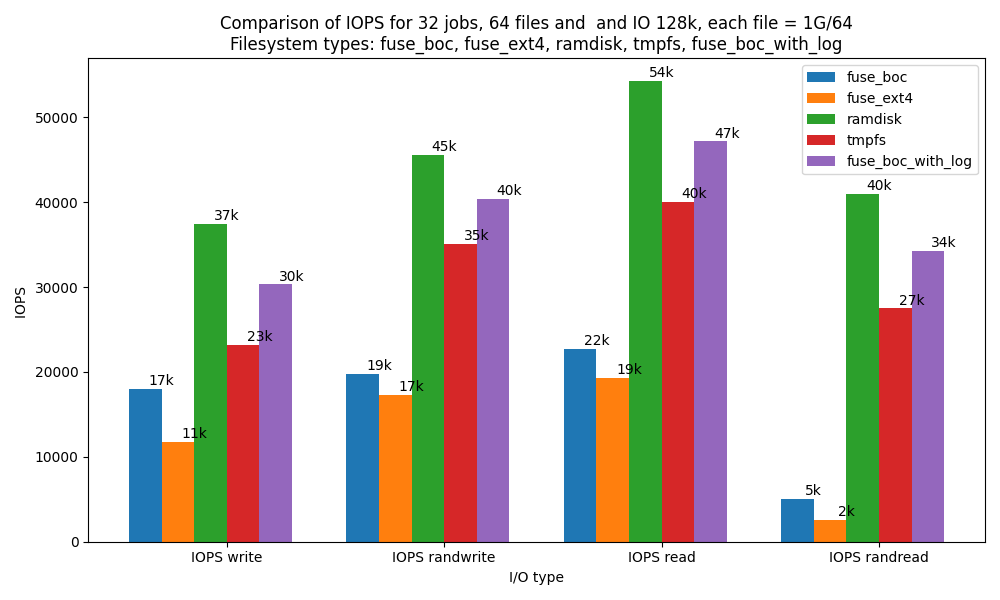 Comparison of IOPS for 32 jobs, 64 files and  and IO 128k, each file = 1G/64
Filesystem types: fuse_boc, fuse_ext4, ramdisk, tmpfs, fuse_boc_with_log
fuse_boc
fuse_ext4
ramdisk
tmpfs
fuse_boc_with_log
IOPS
50000
40000
30000
20000
10000
0
17k
11k
37k
23k
30k
19k
17k
45k
35k
40k
22k
19k
54k
40k
47k
5k
2k
40k
27k
34k
IOPS write
IOPS randwrite
IOPS read
IOPS randread
I/O type